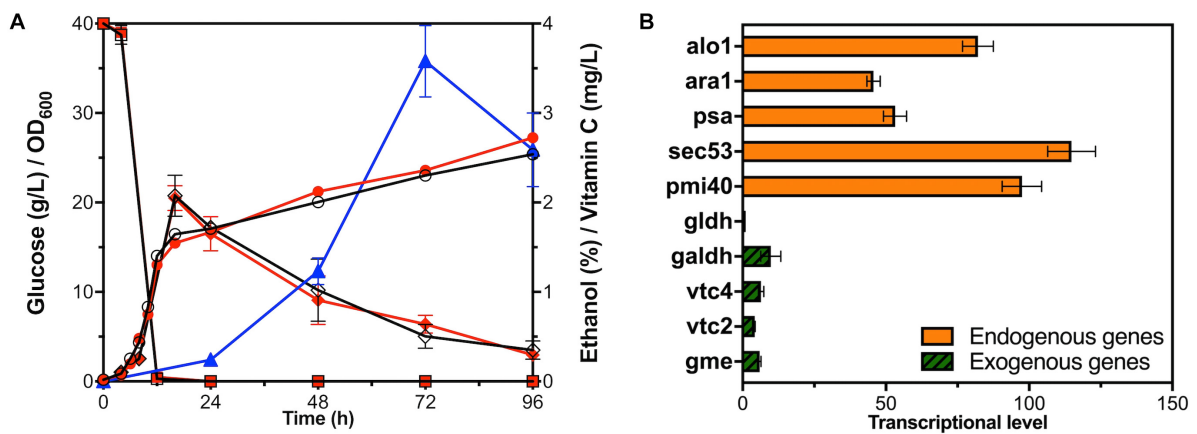 A
Glucose (g/L) / OD600
40
30
20
10
0
0 24 48 72 96
Time (h)
4
3
2
1
0
Ethanol (%) / Vitamin C (mg/L)
B
alo1
ara1
psa
sec53
pmi40
gldh
galdh
vtc4
vtc2
gme
Endogenous genes
Exogenous genes
0 50 100 150
Transcriptional level